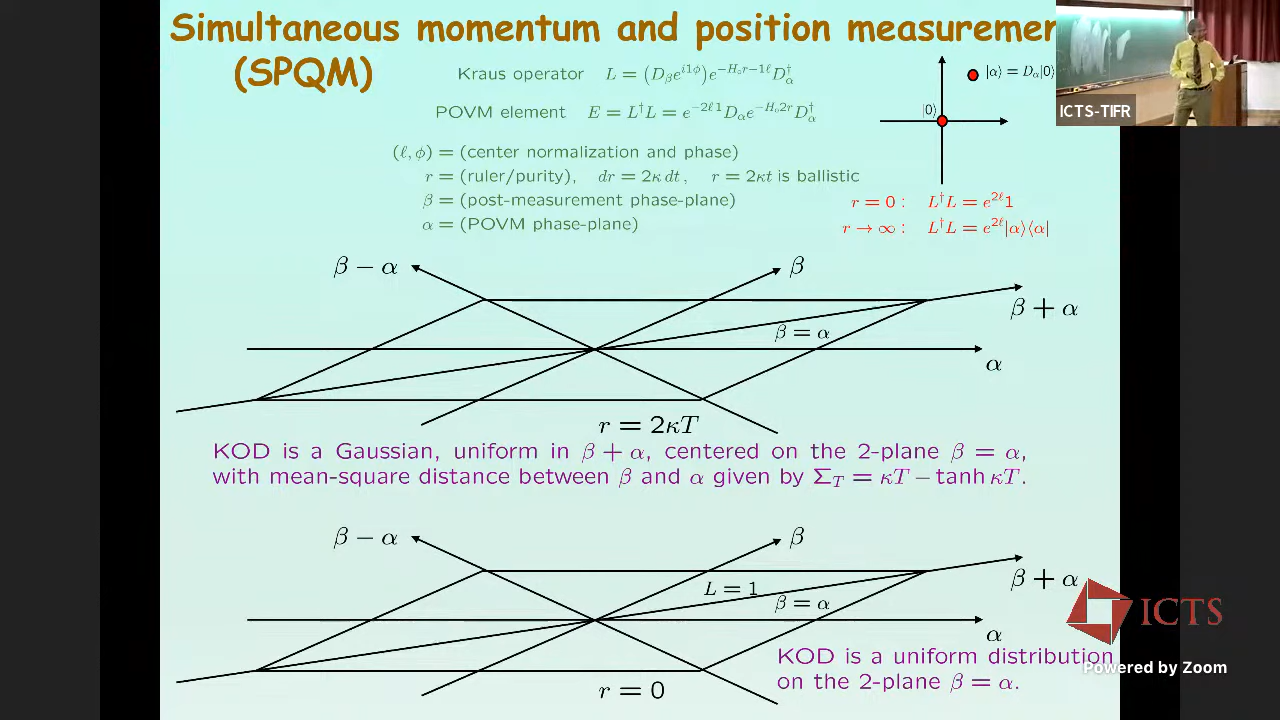 Simultaneous momentum and position measuremen
(SPQM)
Kraus operator L = (D_β e^{i1φ}) e^{−H_o r−1ℓ} D_α^†
POVM element E = L^†L = e^{−2ℓ1} D_α e^{−H_o 2r} D_α^†
(ℓ, φ) = (center normalization and phase)
r = (ruler/purity), dr = 2κ dt, r = 2κt is ballistic
β = (post-measurement phase-plane)
α = (POVM phase-plane)
|α⟩ = D_α|0⟩
|0⟩
r = 0 : L^†L = e^{2ℓ}1
r → ∞ : L^†L = e^{2ℓ}|α⟩⟨α|
ICTS-TIFR
β − α
β
β + α
β = α
α
r = 2κT
KOD is a Gaussian, uniform in β + α, centered on the 2-plane β = α,
with mean-square distance between β and α given by Σ_T = κT − tanh κT.
β − α
β
β + α
L = 1
β = α
α
r = 0
KOD is a uniform distribution
on the 2-plane β = α.
ICTS
Powered by Zoom